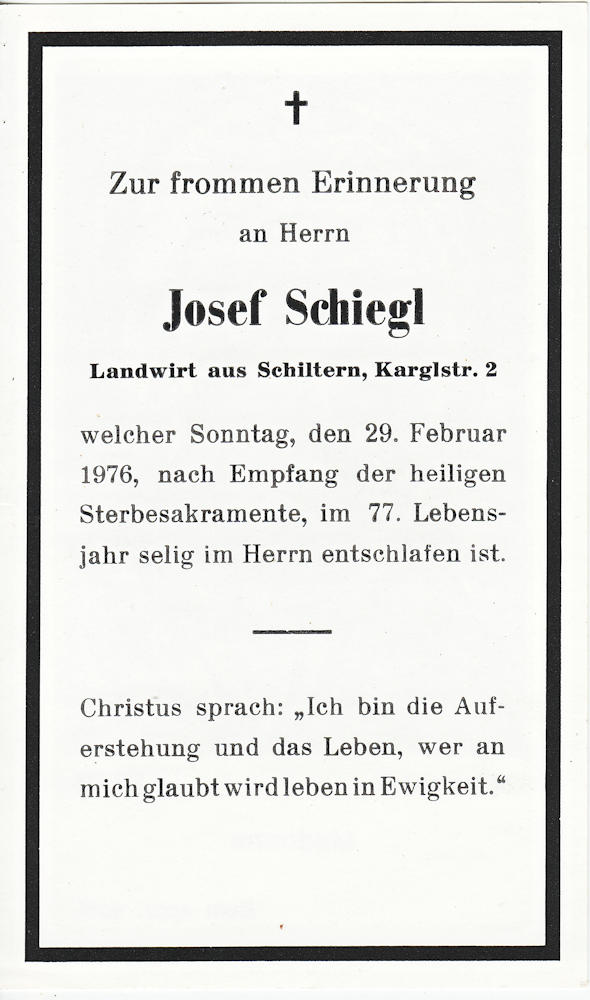 Zur frommen Erinnerung
an Herrn
Josef Schiegl
Landwirt aus Schiltern, Karglstr. 2
welcher Sonntag, den 29. Februar
1976, nach Empfang der heiligen
Sterbesakramente, im 77. Lebens-
jahr selig im Herrn entschlafen ist.
Christus sprach: „Ich bin die Auf-
erstehung und das Leben, wer an
mich glaubt wird leben in Ewigkeit.“